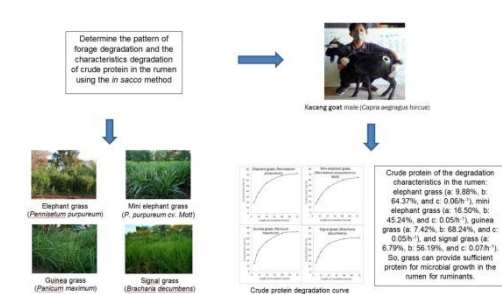 Determine the pattern of
forage degradation and the
characteristics degradation
of crude protein in the rumen
using the in sacco method
Kacang goat male (Capra aegragus hircus)
Elephant grass
(Pennisetum purpureum)
Mini elephant grass
(P. purpureum cv. Mott)
Guinea grass
(Panicum maximum)
Signal grass
(Bracharia decumbens)
Crude protein degradation curve
Crude protein of the degradation
characteristics in the rumen:
elephant grass (a: 9.88%, b:
64.37%, and c: 0.06/h⁻¹), mini
elephant grass (a: 16.50%, b:
45.24%, and c: 0.05/h⁻¹), guinea
grass (a: 7.42%, b: 68.24%, and c:
0.05/h⁻¹), and signal grass (a:
6.79%, b: 56.19%, and c: 0.07/h⁻¹).
So, grass can provide sufficient
protein for microbial growth in the
rumen for ruminants.